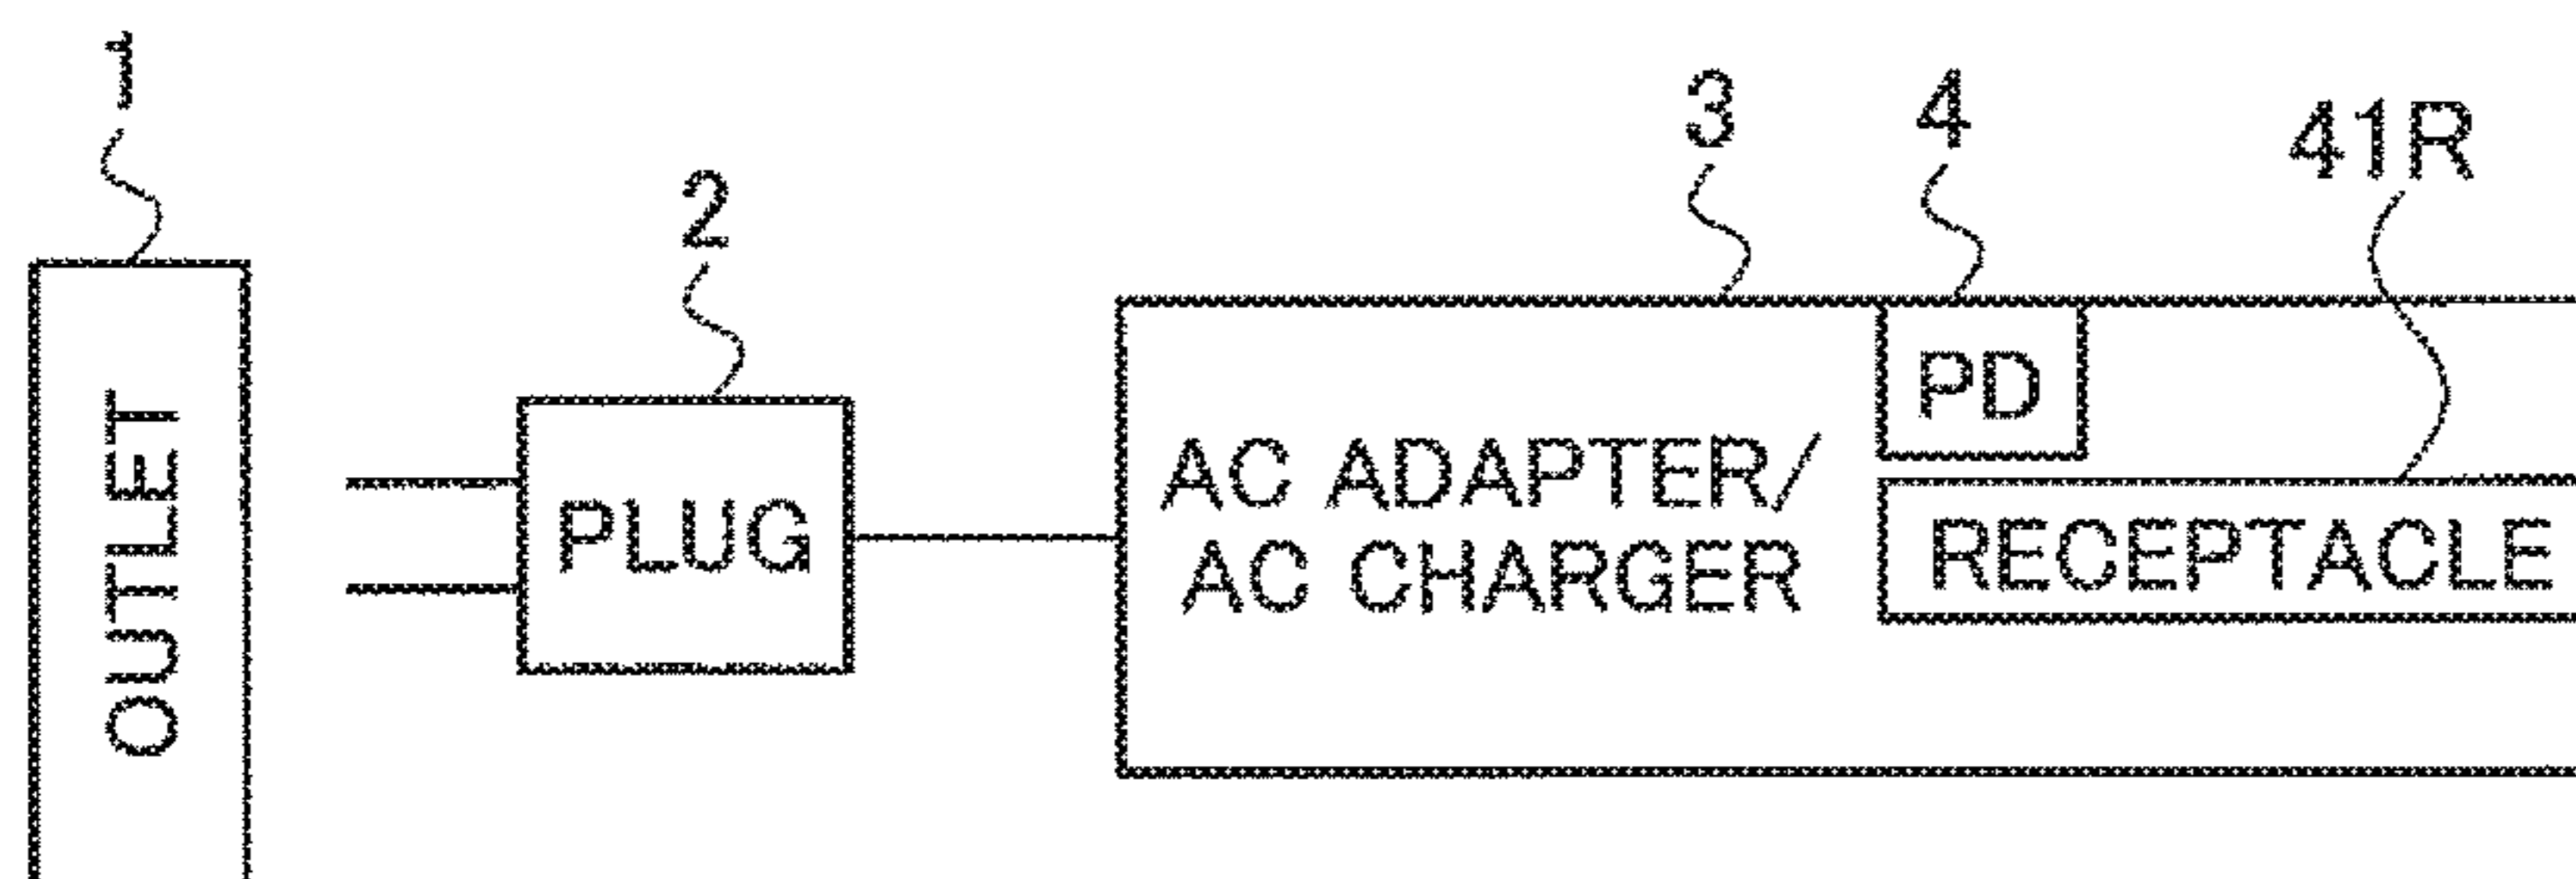 1
2
3
4
41R
OUTLET
PLUG
AC ADAPTER/
AC CHARGER
PD
RECEPTACLE